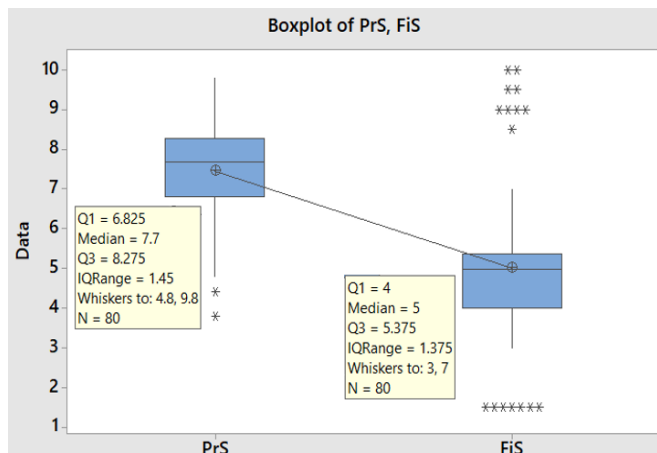 Boxplot of PrS, FiS
10
9
8
7
6
5
4
3
2
1
Data
Q1 = 6.825
Median = 7.7
Q3 = 8.275
IQRange = 1.45
Whiskers to: 4.8, 9.8
N = 80
Q1 = 4
Median = 5
Q3 = 5.375
IQRange = 1.375
Whiskers to: 3, 7
N = 80
PrS
FiS